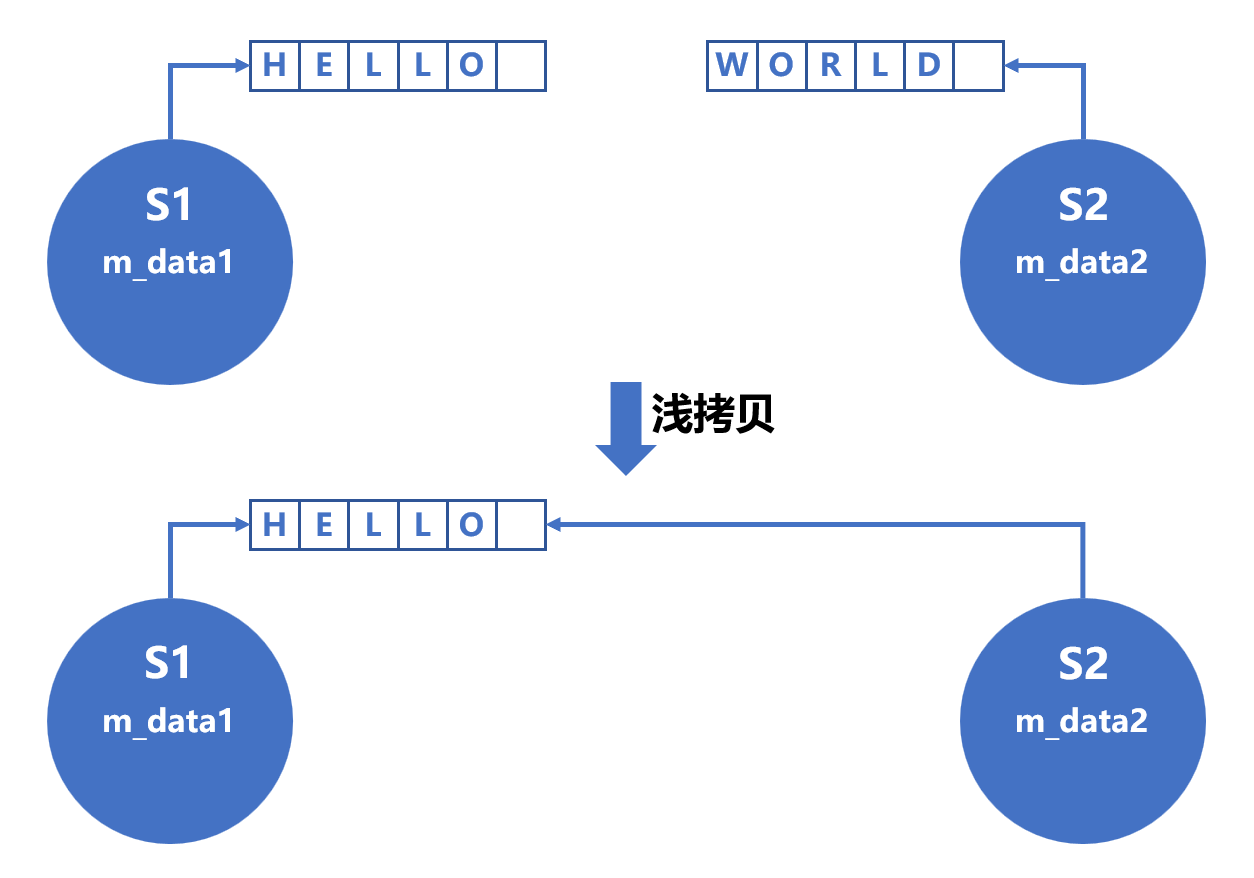 H E L L O
W O R L D
S1
m_data1
S2
m_data2
浅拷贝
H E L L O
S1
m_data1
S2
m_data2